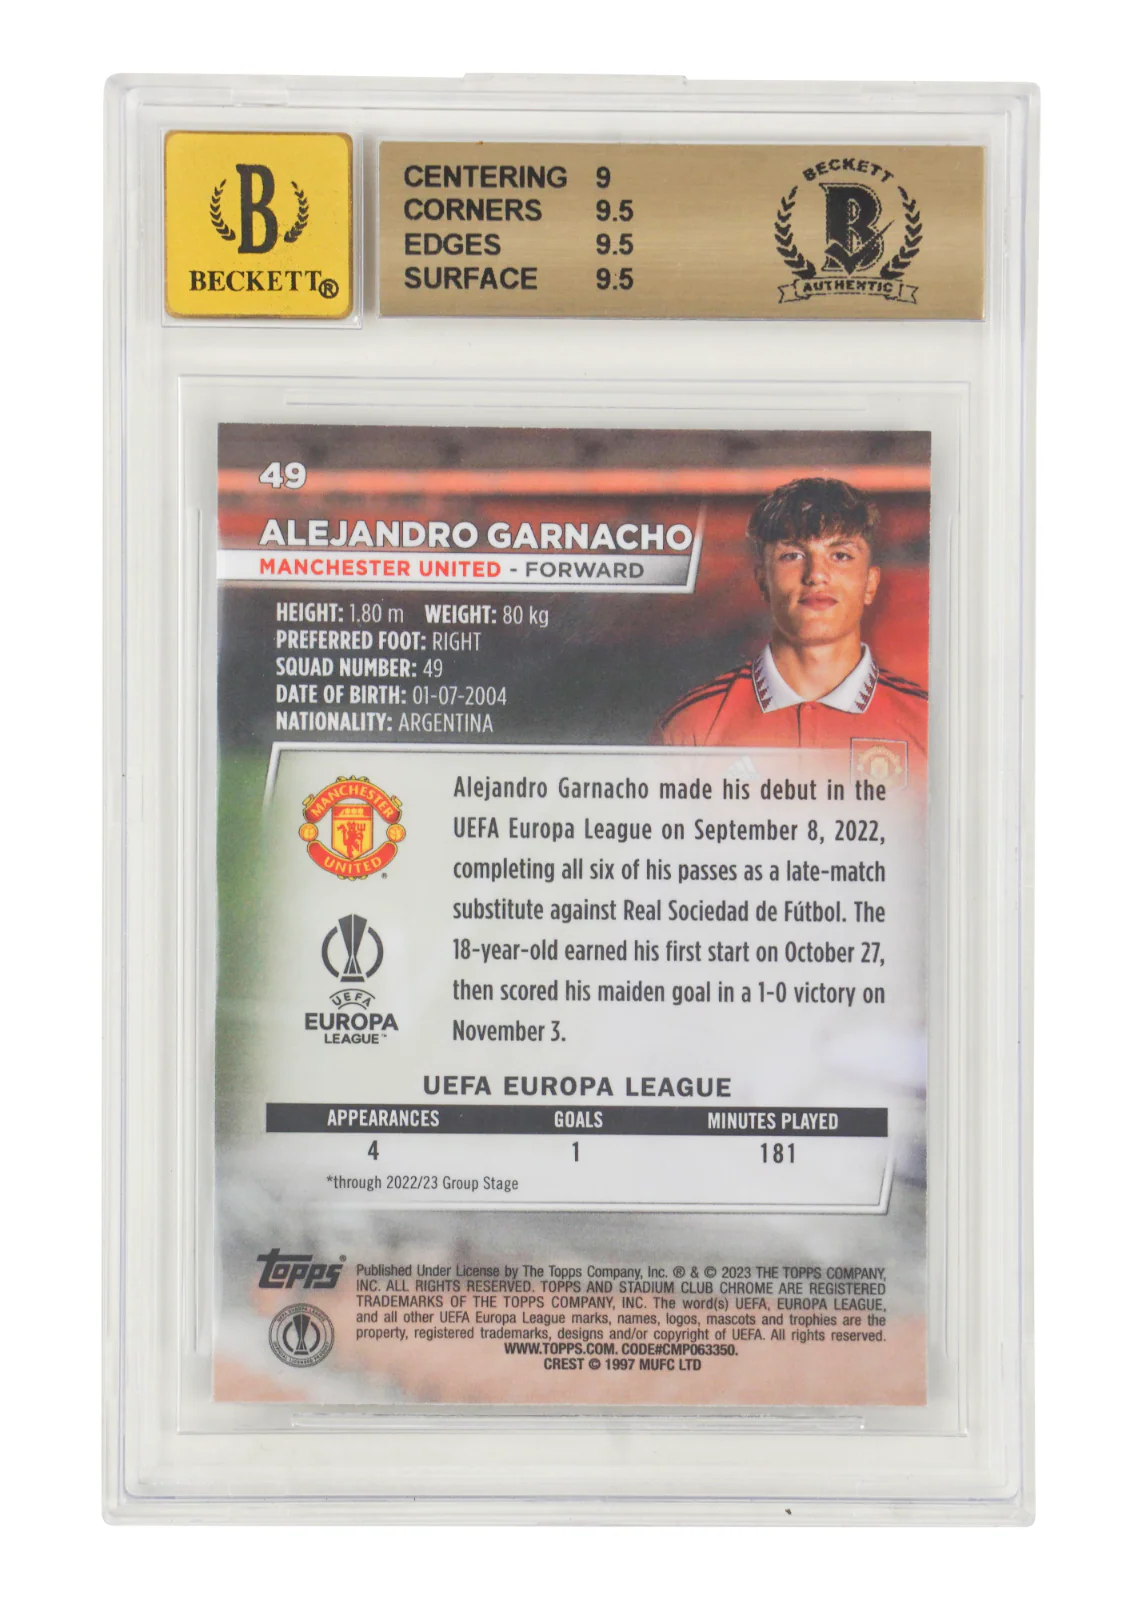 B
BECKETT®
CENTERING 9
CORNERS 9.5
EDGES 9.5
SURFACE 9.5
BECKETT
B
AUTHENTIC
49
ALEJANDRO GARNACHO
MANCHESTER UNITED - FORWARD
HEIGHT: 1.80 m WEIGHT: 80 kg
PREFERRED FOOT: RIGHT
SQUAD NUMBER: 49
DATE OF BIRTH: 01-07-2004
NATIONALITY: ARGENTINA
MANCHESTER
UNITED
®
UEFA
EUROPA
LEAGUE™
Alejandro Garnacho made his debut in the
UEFA Europa League on September 8, 2022,
completing all six of his passes as a late-match
substitute against Real Sociedad de Fútbol. The
18-year-old earned his first start on October 27,
then scored his maiden goal in a 1-0 victory on
November 3.
UEFA EUROPA LEAGUE
APPEARANCES GOALS MINUTES PLAYED
4 1 181
*through 2022/23 Group Stage
topps®
Published Under License by The Topps Company, Inc. ® & © 2023 THE TOPPS COMPANY,
INC. ALL RIGHTS RESERVED. TOPPS AND STADIUM CLUB CHROME ARE REGISTERED
TRADEMARKS OF THE TOPPS COMPANY, INC. The word(s) UEFA, EUROPA LEAGUE,
and all other UEFA Europa League marks, names, logos, mascots and trophies are the
property, registered trademarks, designs and/or copyright of UEFA. All rights reserved.
WWW.TOPPS.COM. CODE#CMP063350.
CREST © 1997 MUFC LTD